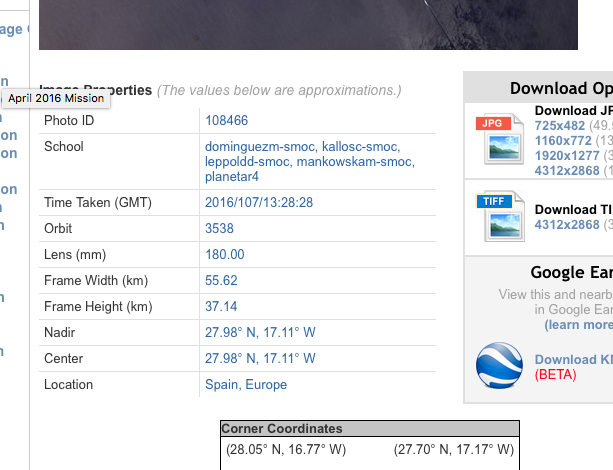 age
n
April 2016 Mission
Image Properties (The values below are approximations.)
on
on
on
n
n
n
Photo ID 108466
School dominguezm-smoc, kallosc-smoc,
leppoldd-smoc, mankowskam-smoc,
planetar4
Time Taken (GMT) 2016/107/13:28:28
Orbit 3538
Lens (mm) 180.00
Frame Width (km) 55.62
Frame Height (km) 37.14
Nadir 27.98° N, 17.11° W
Center 27.98° N, 17.11° W
Location Spain, Europe
Corner Coordinates
(28.05° N, 16.77° W) (27.70° N, 17.17° W)
Download Op
JPG
Download JP
725x482 (49.
1160x772 (13
1920x1277 (3
4312x2868 (1
TIFF
Download TI
4312x2868 (3
Google Ear
View this and nearb
in Google Ear
(learn more
Download KM
(BETA)